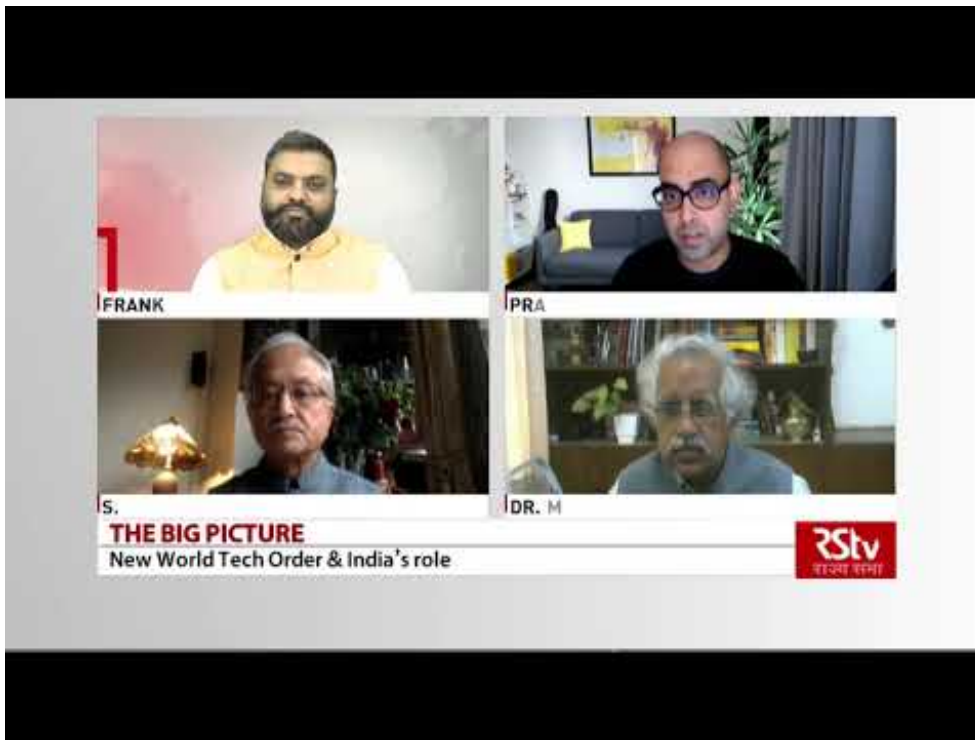 FRANK
PRA
S.
DR. M
THE BIG PICTURE
New World Tech Order & India's role
RStv
राज्य सभा